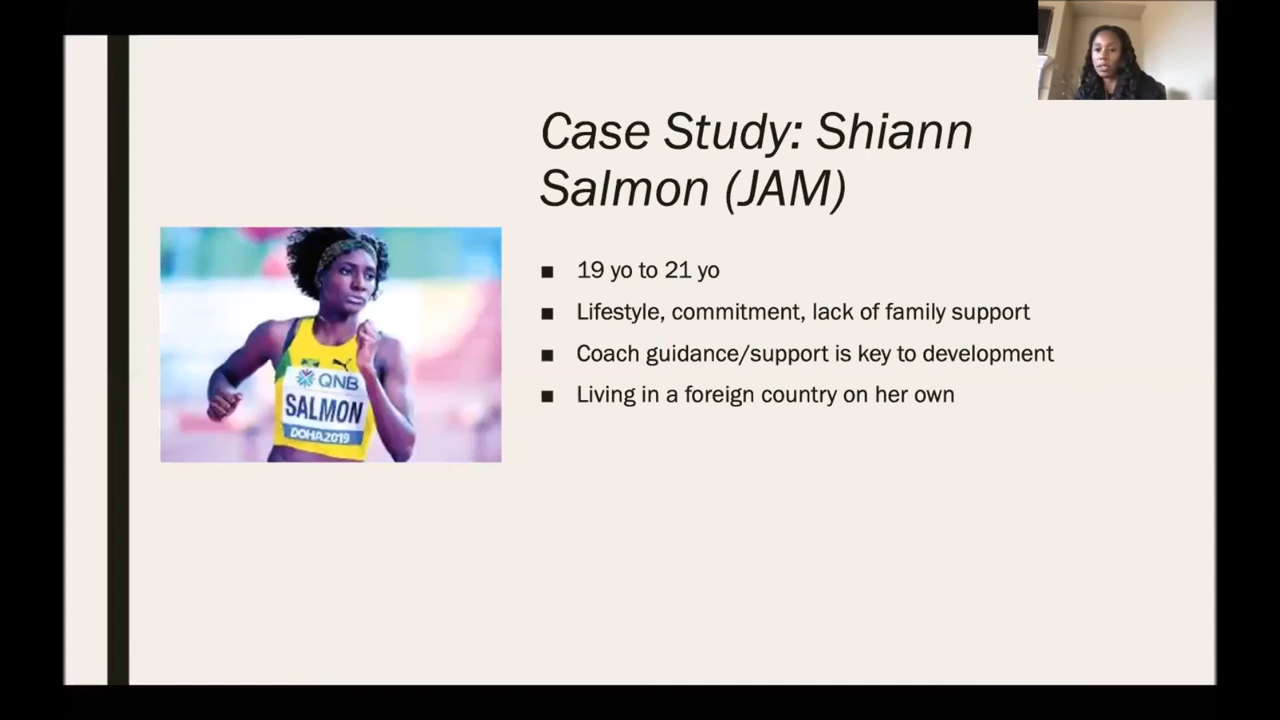 Case Study: Shiann
Salmon (JAM)
■ 19 yo to 21 yo
■ Lifestyle, commitment, lack of family support
■ Coach guidance/support is key to development
■ Living in a foreign country on her own
QNB
SALMON
DOHA2019